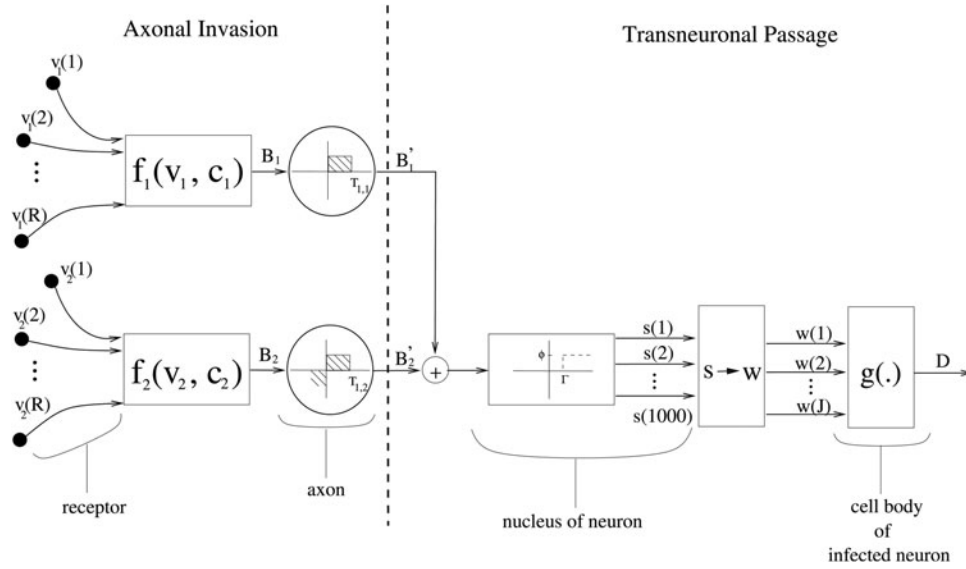 Axonal Invasion
Transneuronal Passage
v₁(1)
v₁(2)
⋮
v₁(R)
f₁(v₁, c₁)
B₁
T₁,₁
B₁'
v₂(1)
v₂(2)
⋮
v₂(R)
f₂(v₂, c₂)
B₂
T₁,₂
B₂'
+
ϕ
Γ
s(1)
s(2)
⋮
s(1000)
s → w
w(1)
w(2)
⋮
w(J)
g(.)
D
receptor
axon
nucleus of neuron
cell body
of
infected neuron